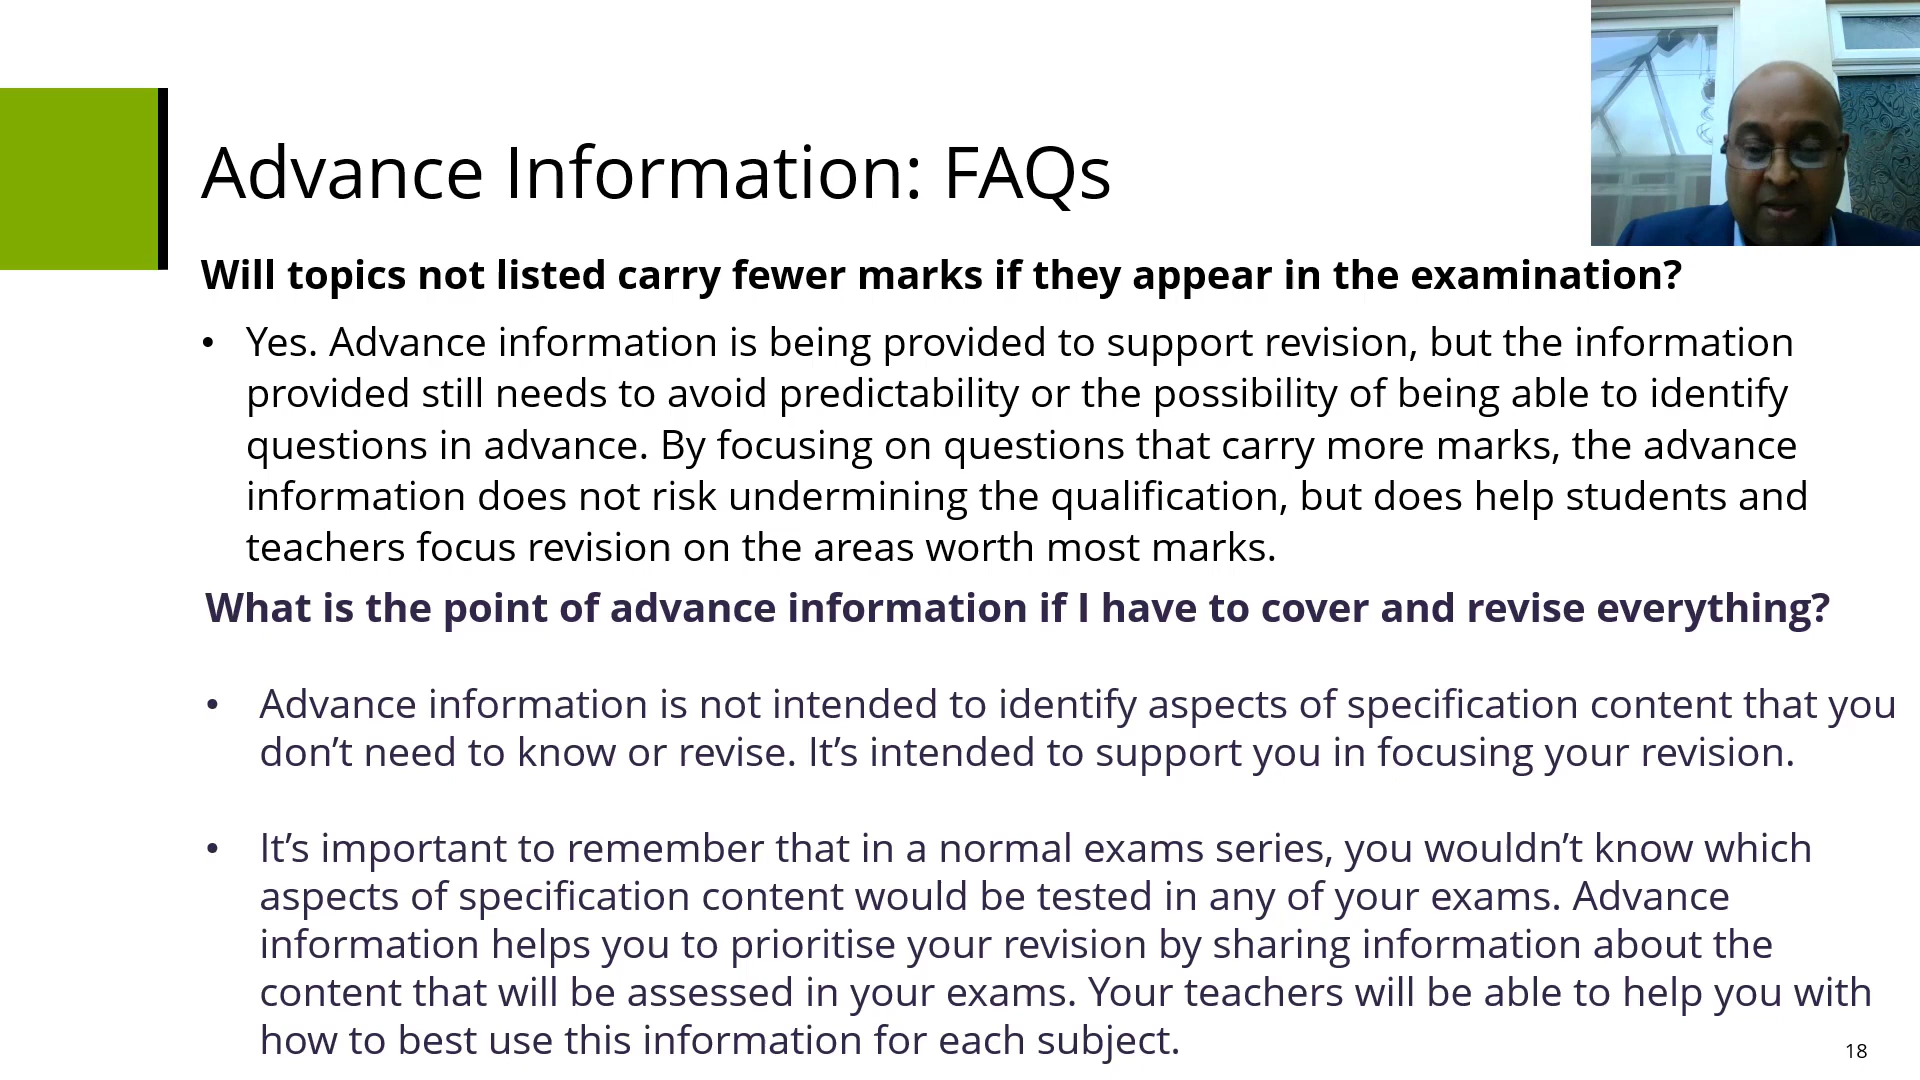 Advance Information: FAQs
Will topics not listed carry fewer marks if they appear in the examination?
• Yes. Advance information is being provided to support revision, but the information
provided still needs to avoid predictability or the possibility of being able to identify
questions in advance. By focusing on questions that carry more marks, the advance
information does not risk undermining the qualification, but does help students and
teachers focus revision on the areas worth most marks.
What is the point of advance information if I have to cover and revise everything?
• Advance information is not intended to identify aspects of specification content that you
don’t need to know or revise. It’s intended to support you in focusing your revision.
• It’s important to remember that in a normal exams series, you wouldn’t know which
aspects of specification content would be tested in any of your exams. Advance
information helps you to prioritise your revision by sharing information about the
content that will be assessed in your exams. Your teachers will be able to help you with
how to best use this information for each subject.
18